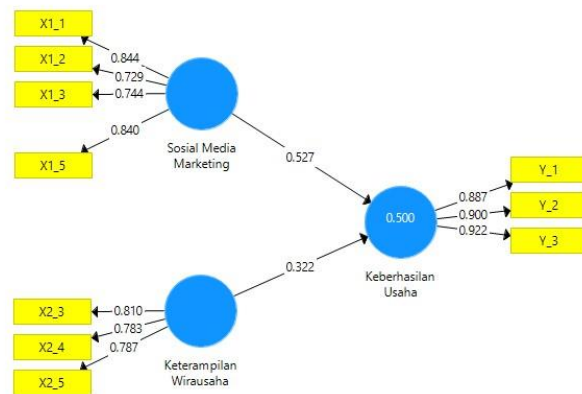 X1_1
X1_2
X1_3
X1_5
0.844
0.729
0.744
0.840
Sosial Media
Marketing
0.527
X2_3
X2_4
X2_5
0.810
0.783
0.787
Keterampilan
Wirausaha
0.322
0.500
Keberhasilan
Usaha
0.887
0.900
0.922
Y_1
Y_2
Y_3